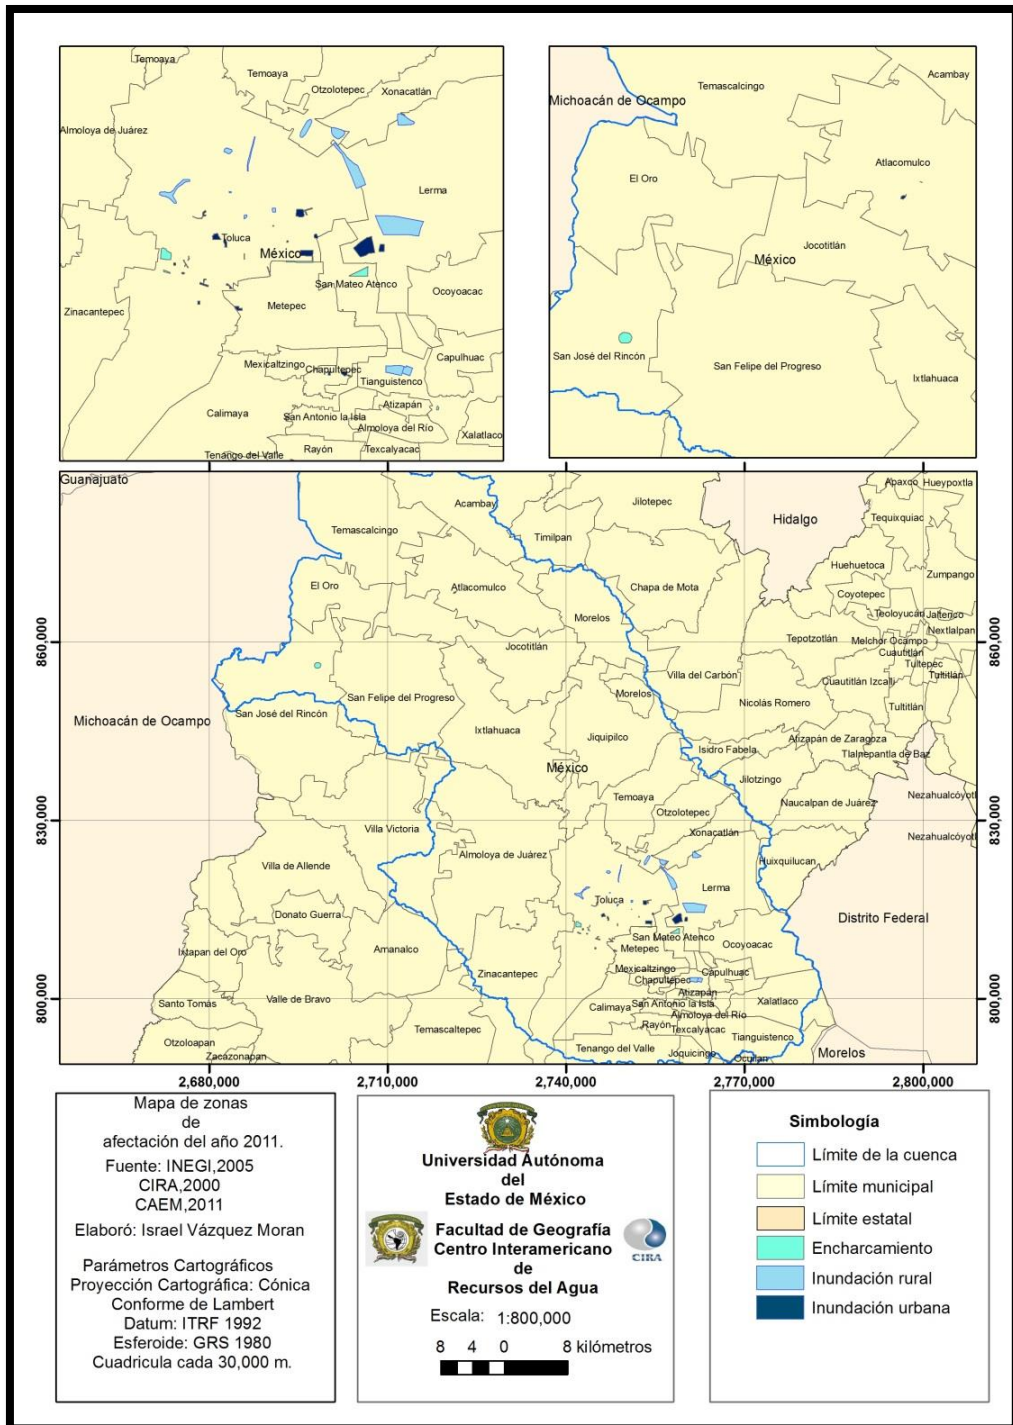 Temoaya
Temoaya
Otzolotepec
Xonacatlán
Almoloya de Juárez
Lerma
Toluca
México
San Mateo Atenco
Ocoyoacac
Zinacantepec
Metepec
Mexicaltzingo
Chapultepec
Capulhuac
Tianguistenco
Calimaya
Atizapán
San Antonio la Isla
Almoloya del Río
Xalatlaco
Tenango del Valle
Rayón
Texcalyacac
Acambay
Temascalcingo
Michoacán de Ocampo
Atlacomulco
El Oro
Jocotitlán
México
San José del Rincón
San Felipe del Progreso
Ixtlahuaca
Guanajuato
Apaxco
Hueypoxtla
Acambay
Jilotepec
Hidalgo
Tequixquiac
Temascalcingo
Timilpan
Huehuetoca
Zumpango
El Oro
Atlacomulco
Chapa de Mota
Coyotepec
Teoloyucán
Jaltenco
Morelos
Nextlalpan
Tepotzotlán
Melchor Ocampo
Cuautitlán
Jocotitlán
Tultepec
Villa del Carbón
Tultitlán
Cuautitlán Izcalli
San Felipe del Progreso
Morelos
Nicolás Romero
Tultitlán
San José del Rincón
Michoacán de Ocampo
Ixtlahuaca
Jiquipilco
Atizapán de Zaragoza
Isidro Fabela
Tlalnepantla de Baz
México
Jilotzingo
Temoaya
Naucalpan de Juárez
Nezahualcóyotl
Otzolotepec
Villa Victoria
Xonacatlán
Nezahualcóyotl
Almoloya de Juárez
Huixquilucan
Villa de Allende
Lerma
Toluca
Donato Guerra
Distrito Federal
San Mateo Atenco
Ixtapan del Oro
Amanalco
Metepec
Ocoyoacac
Zinacantepec
Mexicaltzingo
Capulhuac
Chapultepec
Atizapán
Santo Tomás
Valle de Bravo
Calimaya
San Antonio la Isla
Xalatlaco
Almoloya del Río
Rayón
Texcalyacac
Temascaltepec
Tianguistenco
Otzoloapan
Tenango del Valle
Joquicingo
Zacazonapan
Ocuilan
Morelos
860,000
830,000
800,000
860,000
830,000
800,000
2,680,000 2,710,000 2,740,000 2,770,000 2,800,000
Mapa de zonas
de
afectación del año 2011.
Fuente: INEGI,2005
CIRA,2000
CAEM,2011
Elaboró: Israel Vázquez Moran
Parámetros Cartográficos
Proyección Cartográfica: Cónica
Conforme de Lambert
Datum: ITRF 1992
Esferoide: GRS 1980
Cuadricula cada 30,000 m.
Universidad Autónoma
del
Estado de México
Facultad de Geografía
Centro Interamericano
de
Recursos del Agua
CIRA
Escala: 1:800,000
8 4 0 8 kilómetros
Simbología
Límite de la cuenca
Límite municipal
Límite estatal
Encharcamiento
Inundación rural
Inundación urbana